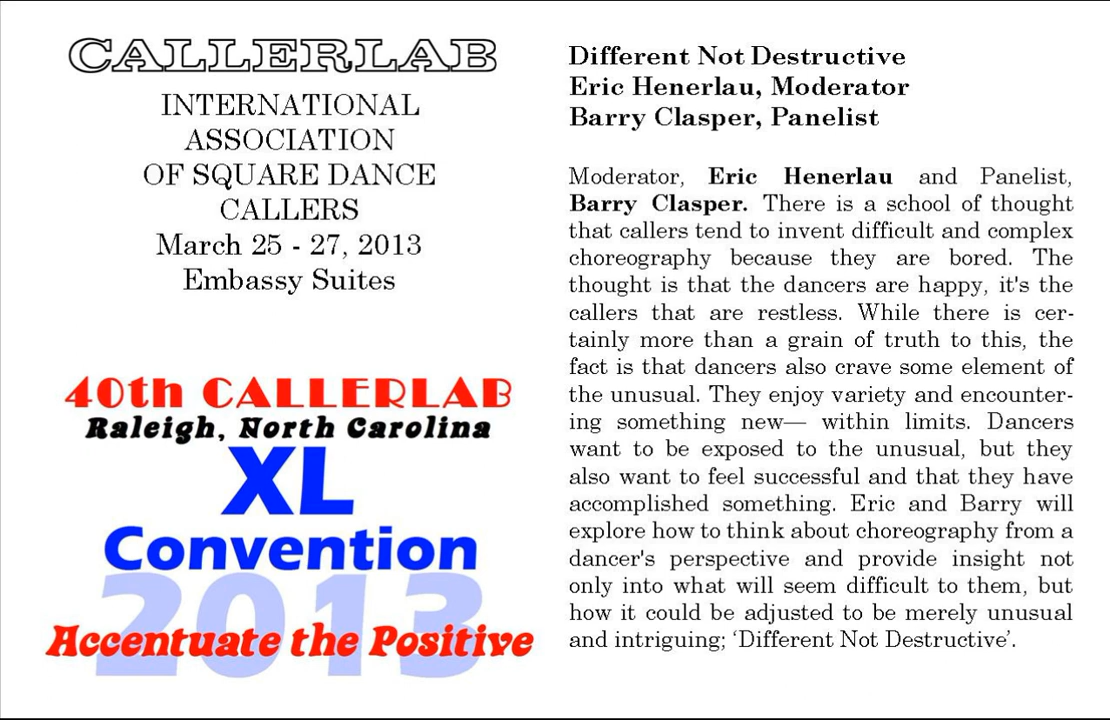 CALLERLAB
INTERNATIONAL
ASSOCIATION
OF SQUARE DANCE
CALLERS
March 25 - 27, 2013
Embassy Suites
40th CALLERLAB
Raleigh, North Carolina
XL
Convention
2013
Accentuate the Positive
Different Not Destructive
Eric Henerlau, Moderator
Barry Clasper, Panelist
Moderator, Eric Henerlau and Panelist,
Barry Clasper. There is a school of thought
that callers tend to invent difficult and complex
choreography because they are bored. The
thought is that the dancers are happy, it's the
callers that are restless. While there is cer-
tainly more than a grain of truth to this, the
fact is that dancers also crave some element of
the unusual. They enjoy variety and encounter-
ing something new— within limits. Dancers
want to be exposed to the unusual, but they
also want to feel successful and that they have
accomplished something. Eric and Barry will
explore how to think about choreography from a
dancer's perspective and provide insight not
only into what will seem difficult to them, but
how it could be adjusted to be merely unusual
and intriguing; ‘Different Not Destructive’.